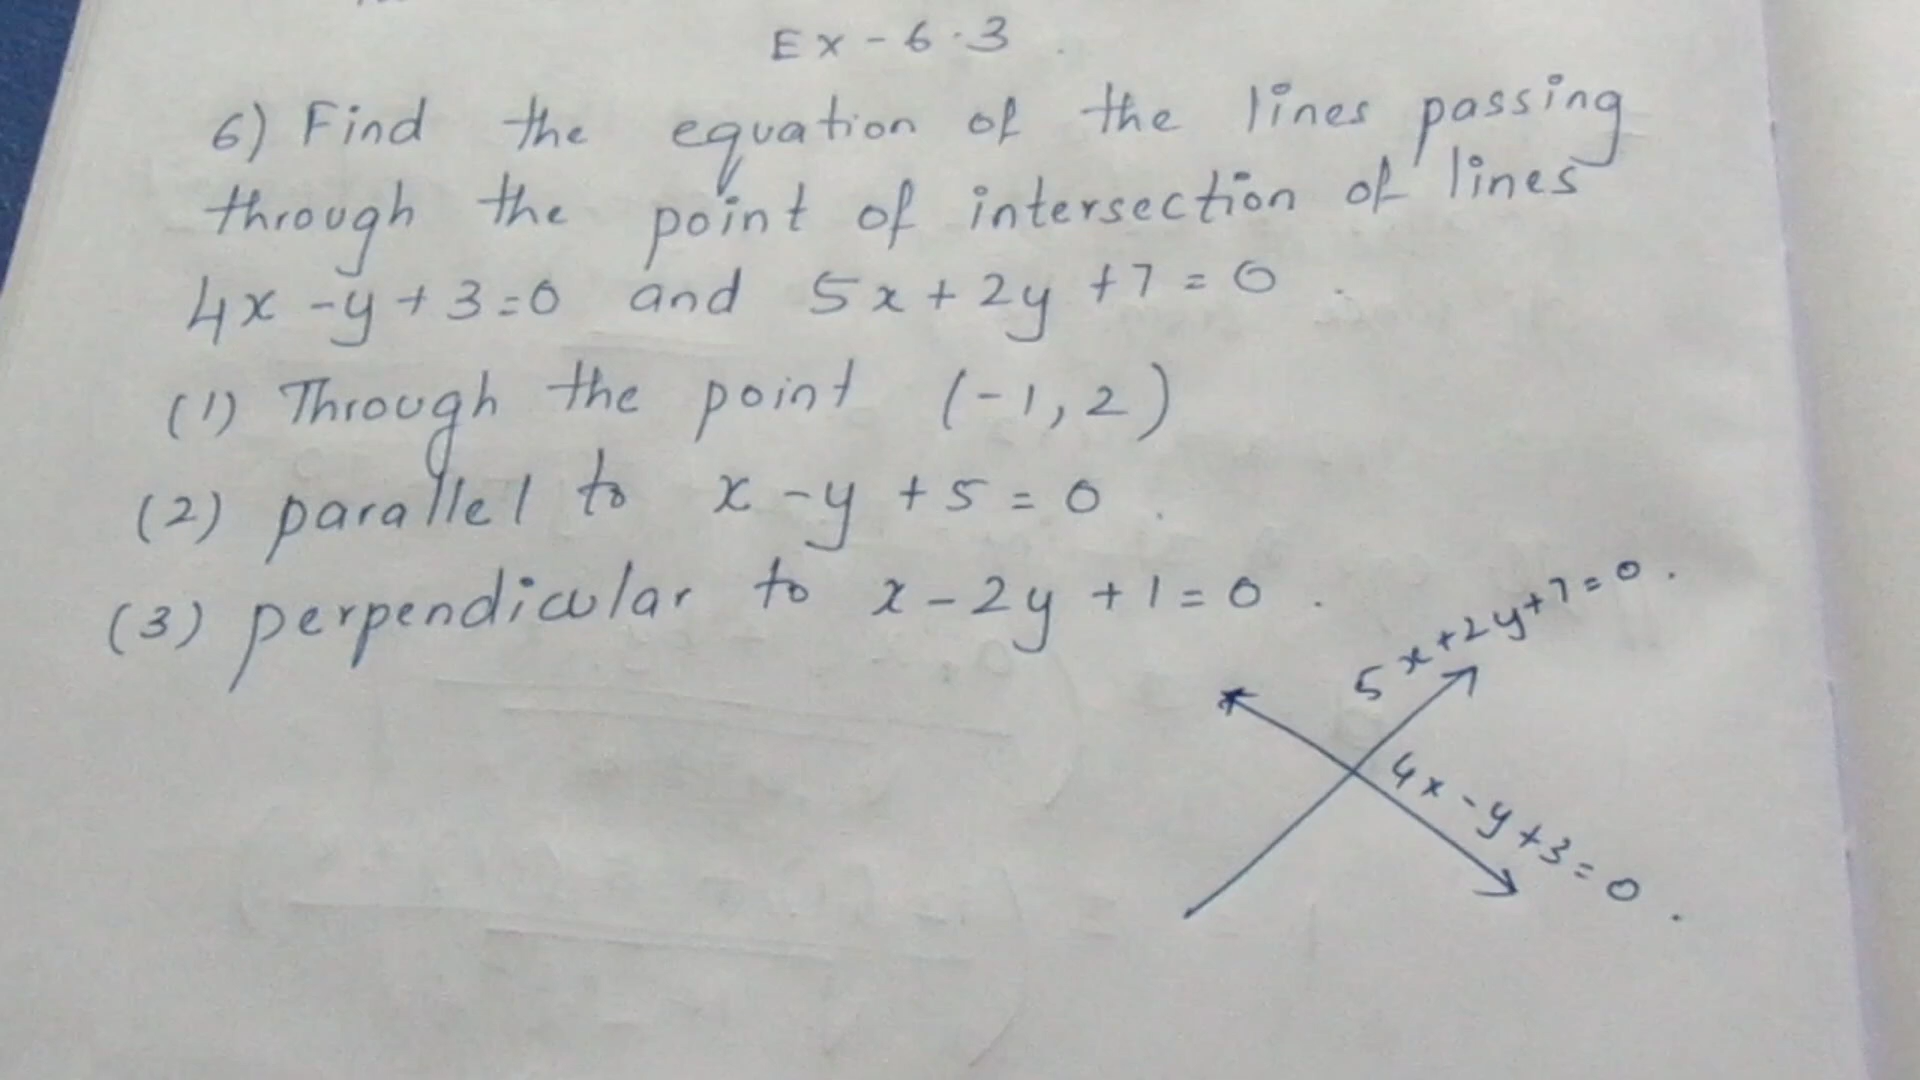 Ex - 6.3
6) Find the equation of the lines passing
through the point of intersection of lines
4x - y + 3 = 0 and 5x + 2y + 7 = 0.
(1) Through the point (-1, 2)
(2) parallel to x - y + 5 = 0.
(3) perpendicular to x - 2y + 1 = 0.
5x + 2y + 7 = 0.
4x - y + 3 = 0.